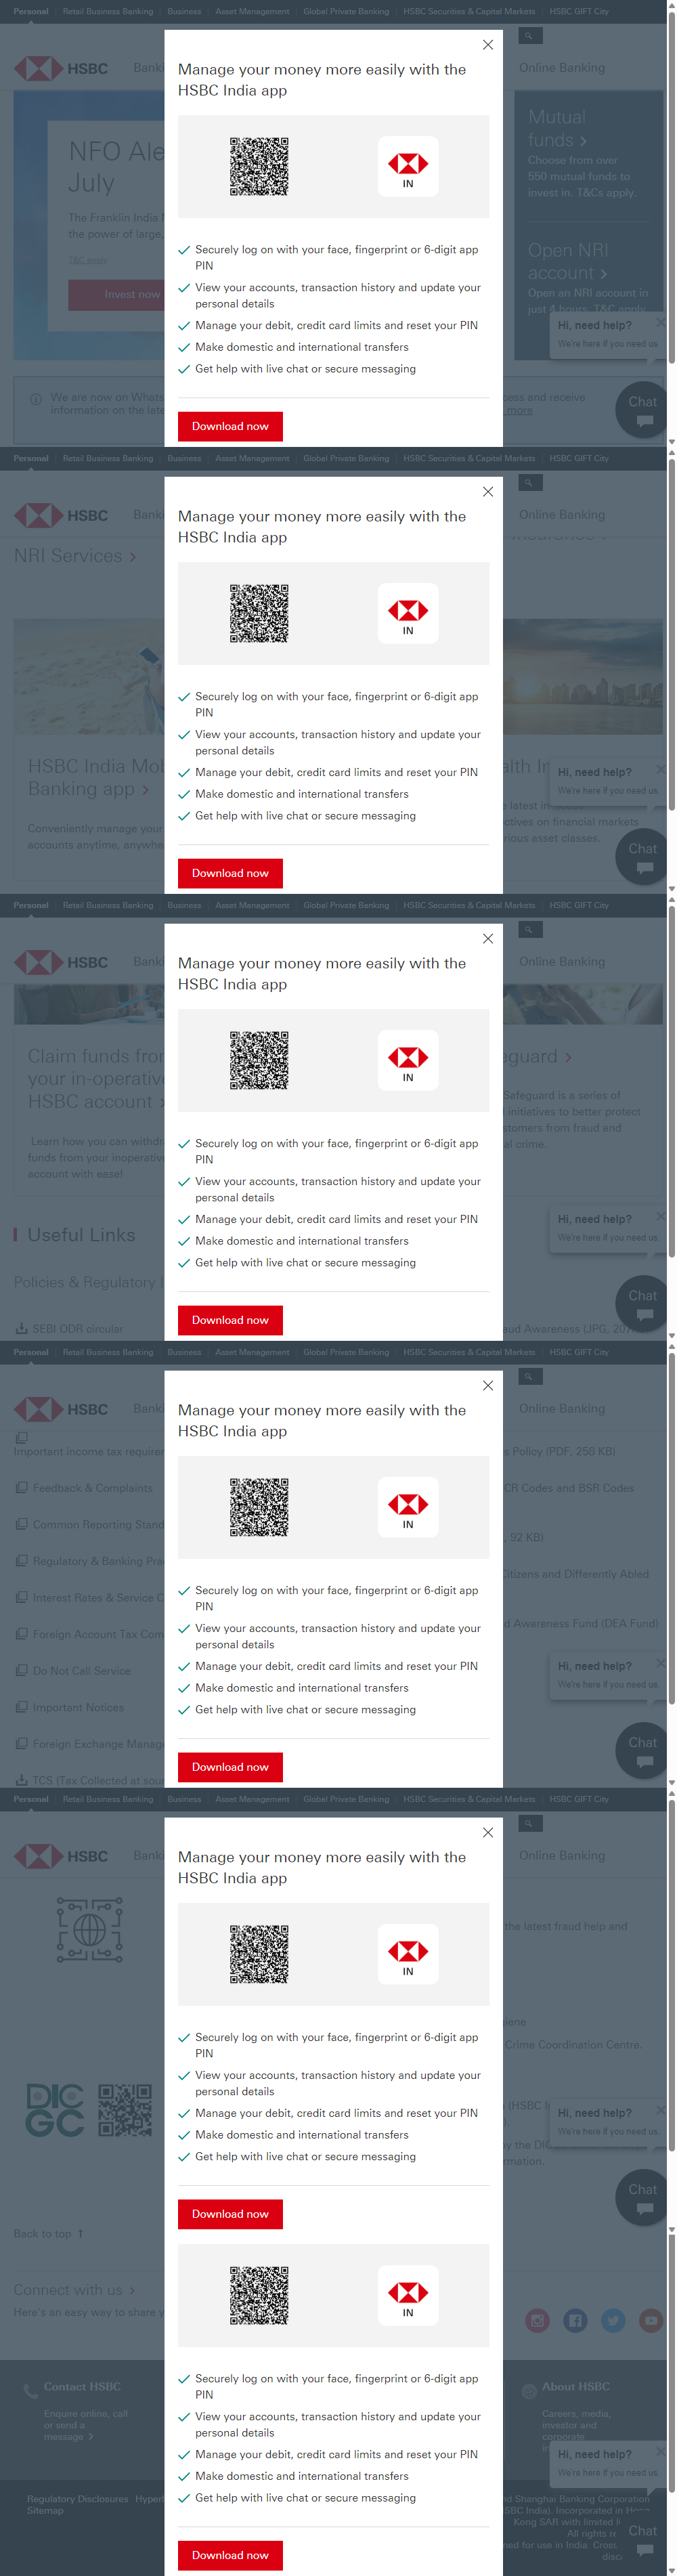 Personal Retail Business Banking Business Asset Management Global Private Banking HSBC Securities & Capital Markets HSBC GIFT City
HSBC Banki Online Banking
Manage your money more easily with the
HSBC India app
IN
NFO Ale
July
The Franklin India
the power of large,
T&C apply
Invest now
Mutual
funds
Choose from over
550 mutual funds to
invest in. T&Cs apply.
Open NRI
account
Open an NRI account in
just 4 hours. T&C apply
Securely log on with your face, fingerprint or 6-digit app
PIN
View your accounts, transaction history and update your
personal details
Manage your debit, credit card limits and reset your PIN
Make domestic and international transfers
Get help with live chat or secure messaging
Download now
Hi, need help?
We're here if you need us
Chat
We are now on Whats
information on the late
cess and receive
more
Personal Retail Business Banking Business Asset Management Global Private Banking HSBC Securities & Capital Markets HSBC GIFT City
HSBC Banki Online Banking
NRI Services
Manage your money more easily with the
HSBC India app
IN
Securely log on with your face, fingerprint or 6-digit app
PIN
View your accounts, transaction history and update your
personal details
Manage your debit, credit card limits and reset your PIN
Make domestic and international transfers
Get help with live chat or secure messaging
Download now
HSBC India Mob
Banking app
Conveniently manage your
accounts anytime, anywhe
alth In
e latest in
ctives on financial markets
rious asset classes.
Hi, need help?
We're here if you need us
Chat
Personal Retail Business Banking Business Asset Management Global Private Banking HSBC Securities & Capital Markets HSBC GIFT City
HSBC Banki Online Banking
Manage your money more easily with the
HSBC India app
IN
Securely log on with your face, fingerprint or 6-digit app
PIN
View your accounts, transaction history and update your
personal details
Manage your debit, credit card limits and reset your PIN
Make domestic and international transfers
Get help with live chat or secure messaging
Download now
Claim funds from
your in-operative
HSBC account
Learn how you can withdr
funds from your inoperativ
account with ease!
eguard
Safeguard is a series of
initiatives to better protect
stomers from fraud and
al crime.
Useful Links
Policies & Regulatory I
SEBI ODR circular
aud Awareness (JPG, 207
Hi, need help?
We're here if you need us
Chat
Personal Retail Business Banking Business Asset Management Global Private Banking HSBC Securities & Capital Markets HSBC GIFT City
HSBC Banki Online Banking
Manage your money more easily with the
HSBC India app
IN
Securely log on with your face, fingerprint or 6-digit app
PIN
View your accounts, transaction history and update your
personal details
Manage your debit, credit card limits and reset your PIN
Make domestic and international transfers
Get help with live chat or secure messaging
Download now
Important income tax requirer
Feedback & Complaints
Common Reporting Stand
Regulatory & Banking Prac
Interest Rates & Service C
Foreign Account Tax Com
Do Not Call Service
Important Notices
Foreign Exchange Manage
TCS (Tax Collected at sour
s Policy (PDF, 258 KB)
CR Codes and BSR Codes
, 92 KB)
Citizens and Differently Abled
d Awareness Fund (DEA Fund)
Hi, need help?
We're here if you need us
Chat
Personal Retail Business Banking Business Asset Management Global Private Banking HSBC Securities & Capital Markets HSBC GIFT City
HSBC Banki Online Banking
Manage your money more easily with the
HSBC India app
IN
Securely log on with your face, fingerprint or 6-digit app
PIN
View your accounts, transaction history and update your
personal details
Manage your debit, credit card limits and reset your PIN
Make domestic and international transfers
Get help with live chat or secure messaging
Download now
the latest fraud help and
iene
Crime Coordination Centre.
DIC
GC
(HSBC I
).
y the DIC
rmation.
Hi, need help?
We're here if you need us
Chat
Back to top
Connect with us
Here's an easy way to share y
IN
Securely log on with your face, fingerprint or 6-digit app
PIN
View your accounts, transaction history and update your
personal details
Manage your debit, credit card limits and reset your PIN
Make domestic and international transfers
Get help with live chat or secure messaging
Download now
Contact HSBC
Enquire online, call
or send a
message
About HSBC
Careers, media,
investor and
corporate
Hi, need help?
We're here if you need us
Chat
Regulatory Disclosures Hyperl
Sitemap
nd Shanghai Banking Corporation
SBC India). Incorporated in Hong
Kong SAR with limited l
All rights re
ned for use in India. Cross
disc